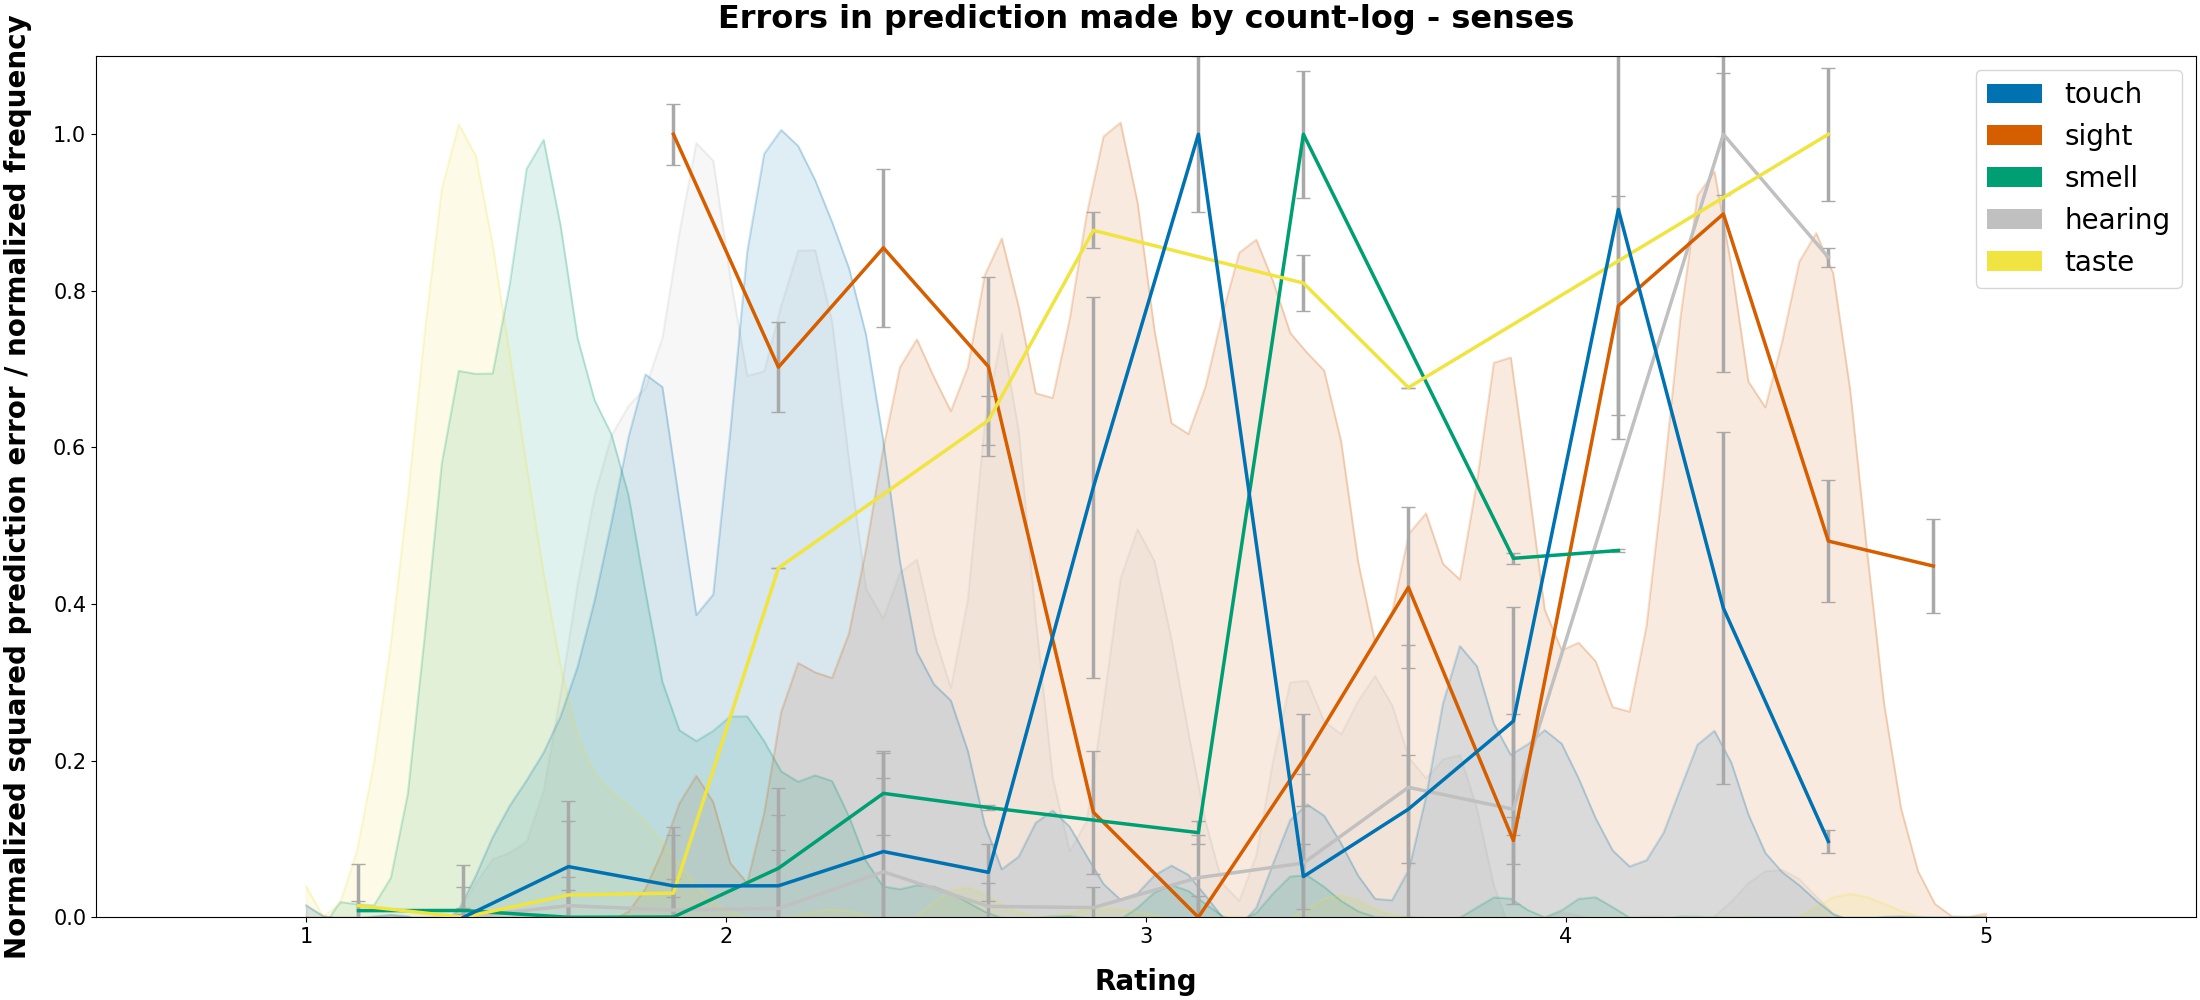 Errors in prediction made by count-log - senses
Normalized squared prediction error / normalized frequency
1.0
0.8
0.6
0.4
0.2
0.0
1
2
3
4
5
Rating
touch
sight
smell
hearing
taste